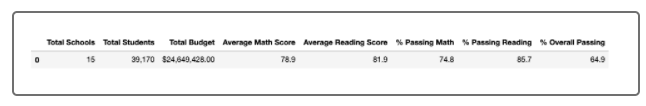 Total Schools Total Students Total Budget Average Math Score Average Reading Score % Passing Math % Passing Reading % Overall Passing
0 15 39,170 $24,649,428.00 78.9 81.9 74.8 85.7 64.9